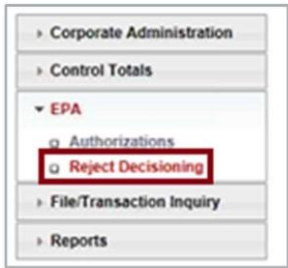 Corporate Administration
Control Totals
EPA
Authorizations
Reject Decisioning
File/Transaction Inquiry
Reports